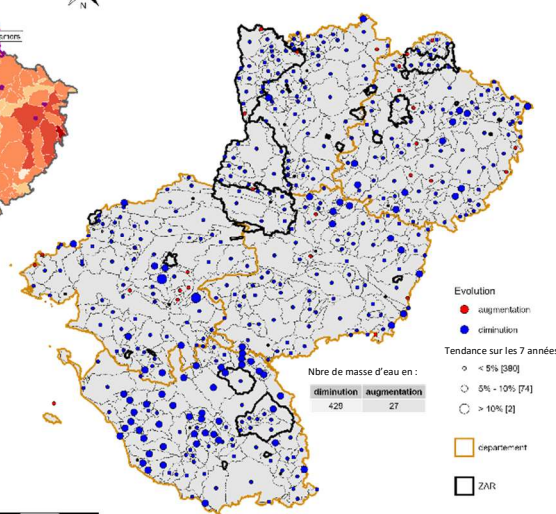 N
Evolution
augmentation
diminution
Tendance sur les 7 années
< 5% [380]
5% - 10% [74]
> 10% [2]
Nbre de masse d'eau en :
diminution augmentation
429 27
departement
ZAR